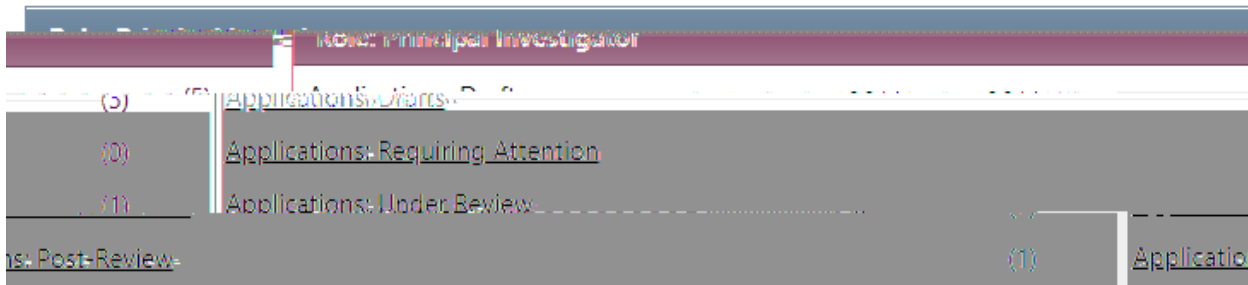 Role: Principal Investigator
(5) Applications: Drafts
(0) Applications: Requiring Attention
(1) Applications: Under Review
ns: Post-Review (1) Applicatio